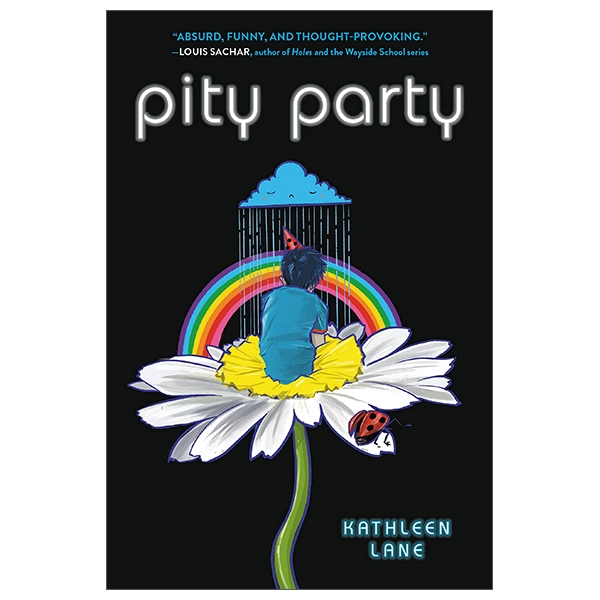 “ABSURD, FUNNY, AND THOUGHT-PROVOKING.”
—LOUIS SACHAR, author of Holes and the Wayside School series
pity party
KATHLEEN
LANE